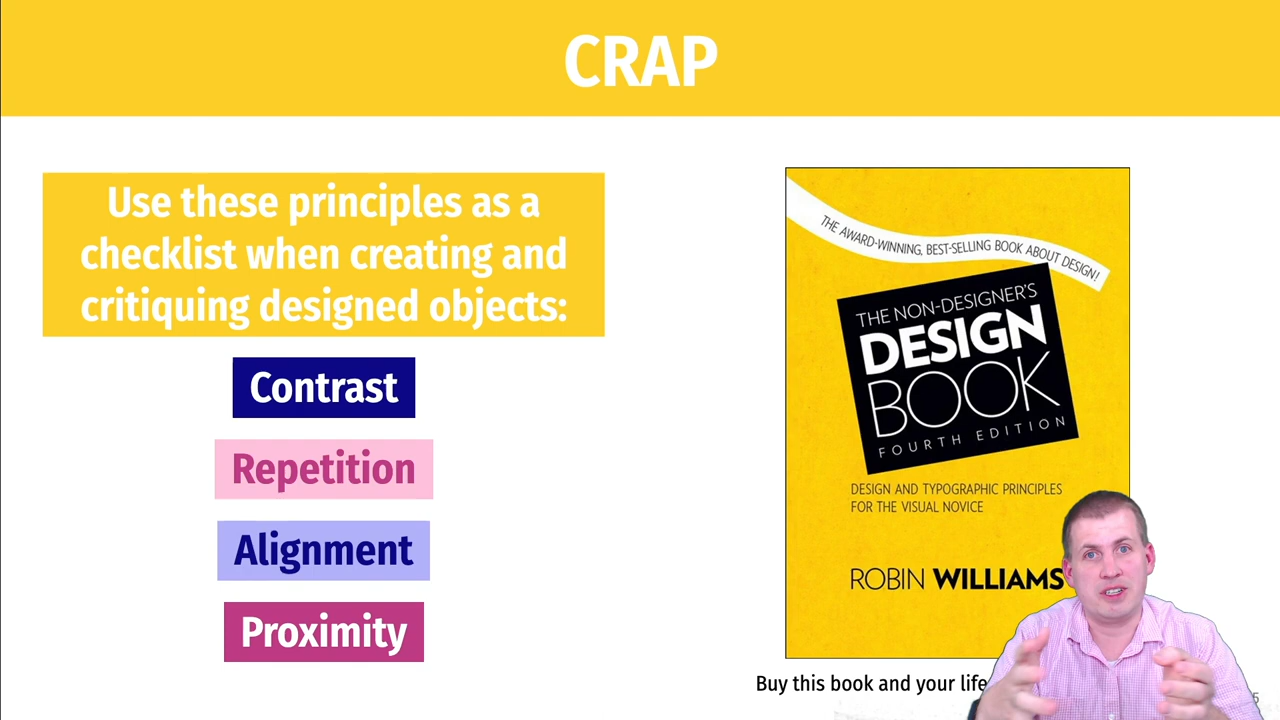 CRAP
Use these principles as a
checklist when creating and
critiquing designed objects:
Contrast
Repetition
Alignment
Proximity
THE AWARD-WINNING, BEST-SELLING BOOK ABOUT DESIGN!
THE NON-DESIGNER'S
DESIGN
BOOK
FOURTH EDITION
DESIGN AND TYPOGRAPHIC PRINCIPLES
FOR THE VISUAL NOVICE
ROBIN WILLIAMS
Buy this book and your life
5